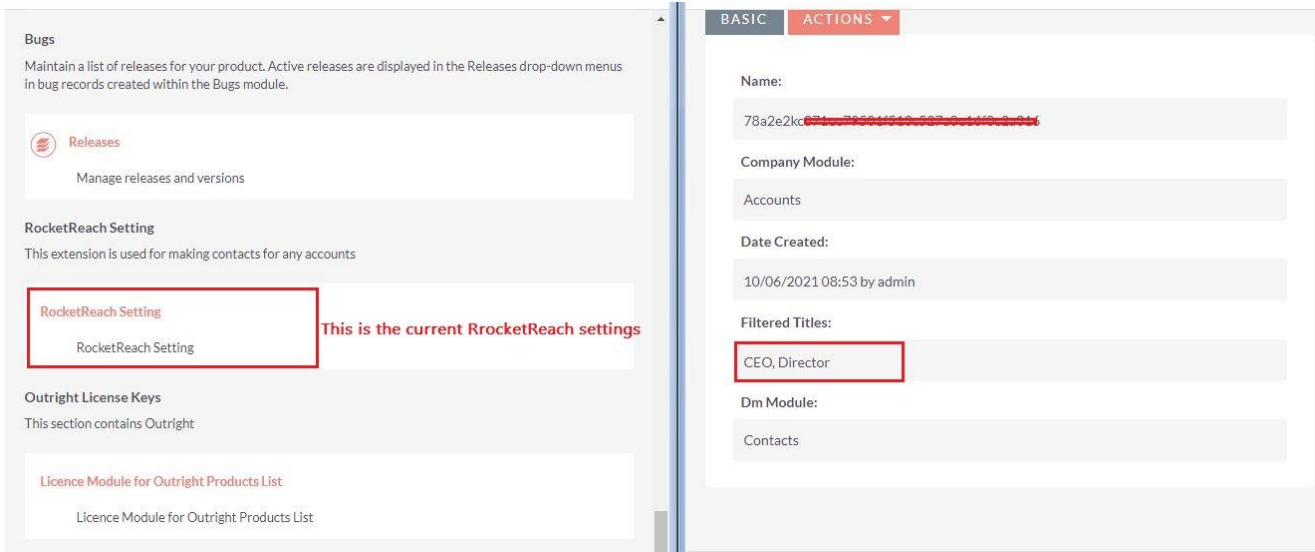 Bugs
Maintain a list of releases for your product. Active releases are displayed in the Releases drop-down menus
in bug records created within the Bugs module.
Releases
Manage releases and versions
RocketReach Setting
This extension is used for making contacts for any accounts
RocketReach Setting
This is the current RrocketReach settings
RocketReach Setting
Outright License Keys
This section contains Outright
Licence Module for Outright Products List
Licence Module for Outright Products List
BASIC
ACTIONS
Name:
Company Module:
Accounts
Date Created:
10/06/2021 08:53 by admin
Filtered Titles:
CEO, Director
Dm Module:
Contacts